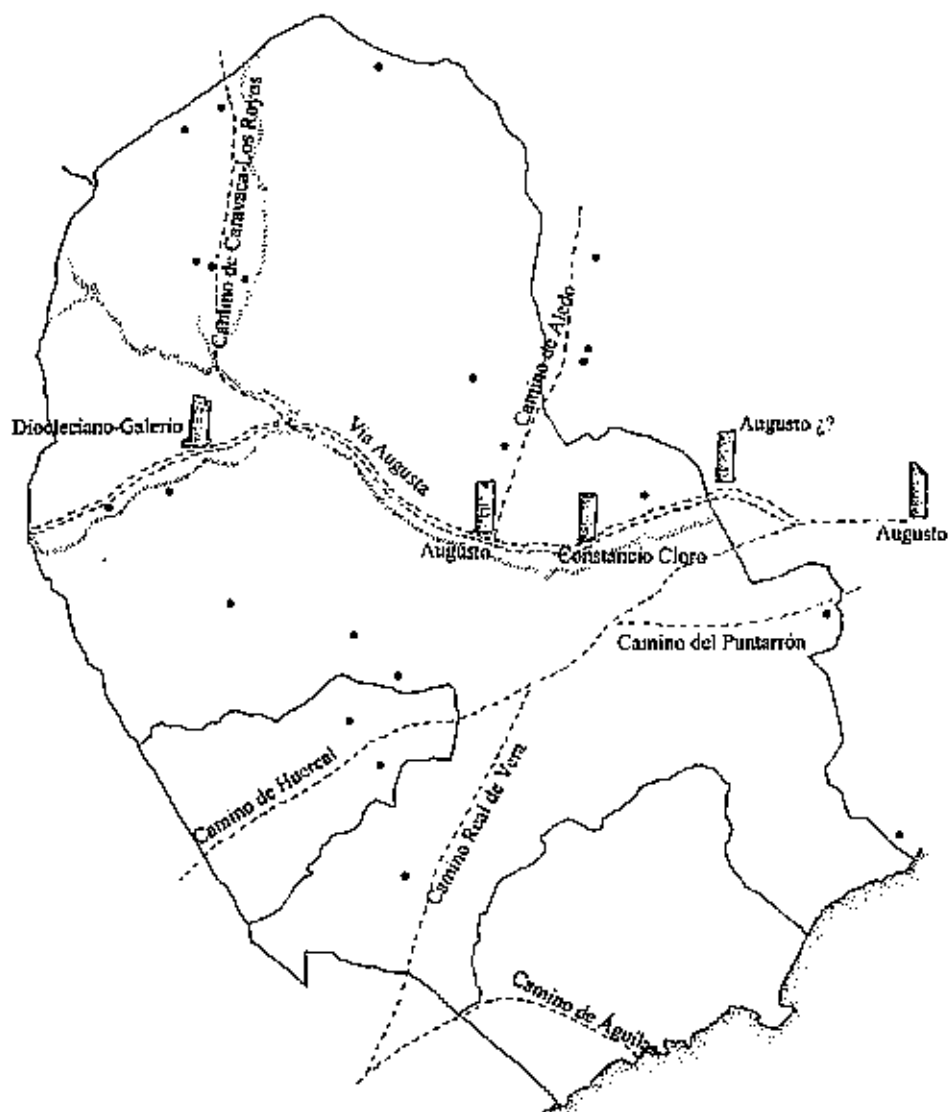 Camino de Caravaca-Los Royos
Camino de Aledo
Diocleciano-Galerio
Vía Augusta
Augusto ¿?
Augusto
Constancio Cloro
Augusto
Camino del Puntarrón
Camino de Huercal
Camino Real de Vera
Camino de Águilas